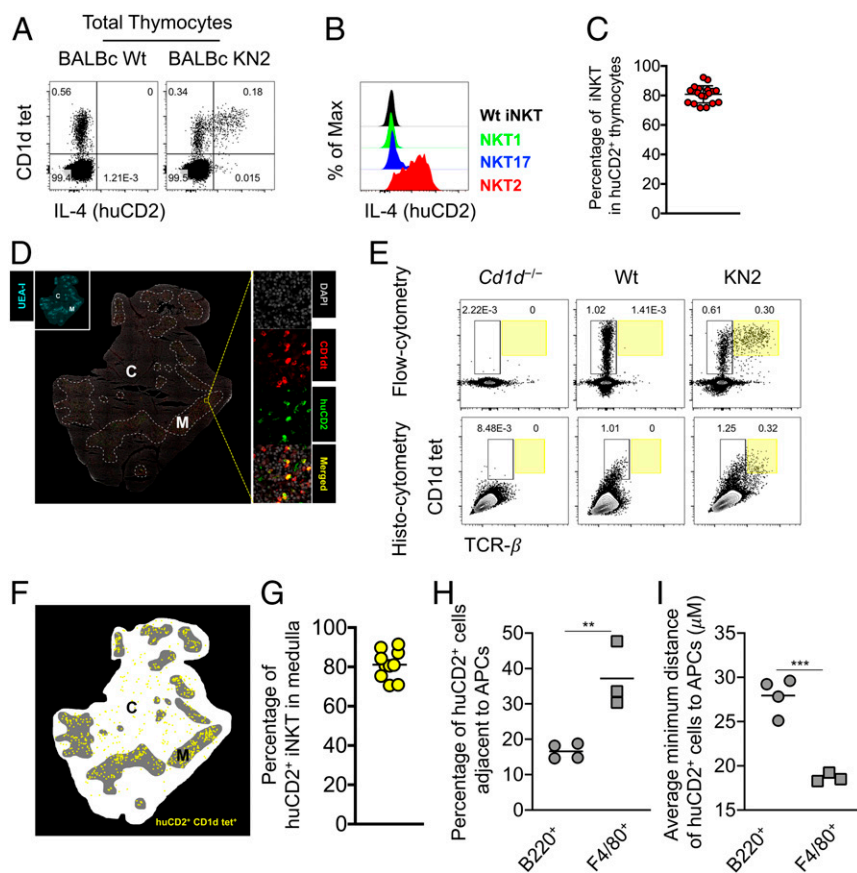 A
Total Thymocytes
BALBc Wt
BALBc KN2
0.56
0
0.34
0.18
99.4
1.21E-3
99.5
0.015
CD1d tet
IL-4 (huCD2)
B
% of Max
Wt iNKT
NKT1
NKT17
NKT2
IL-4 (huCD2)
C
Percentage of iNKT
in huCD2+ thymocytes
100
80
60
40
20
0
D
UEA-I
C
M
C
M
DAPI
CD1dt
huCD2
Merged
E
Cd1d−/−
Wt
KN2
Flow-cytometry
2.22E-3
0
1.02
1.41E-3
0.61
0.30
Histo-cytometry
8.48E-3
0
1.01
0
1.25
0.32
CD1d tet
TCR-β
F
C
M
huCD2+ CD1d tet+
G
Percentage of
huCD2+ iNKT in medulla
100
80
60
40
20
0
H
Percentage of huCD2+ cells
adjacent to APCs
50
40
30
20
10
0
**
B220+
F4/80+
I
Average minimum distance
of huCD2+ cells to APCs (μM)
35
30
25
20
15
***
B220+
F4/80+